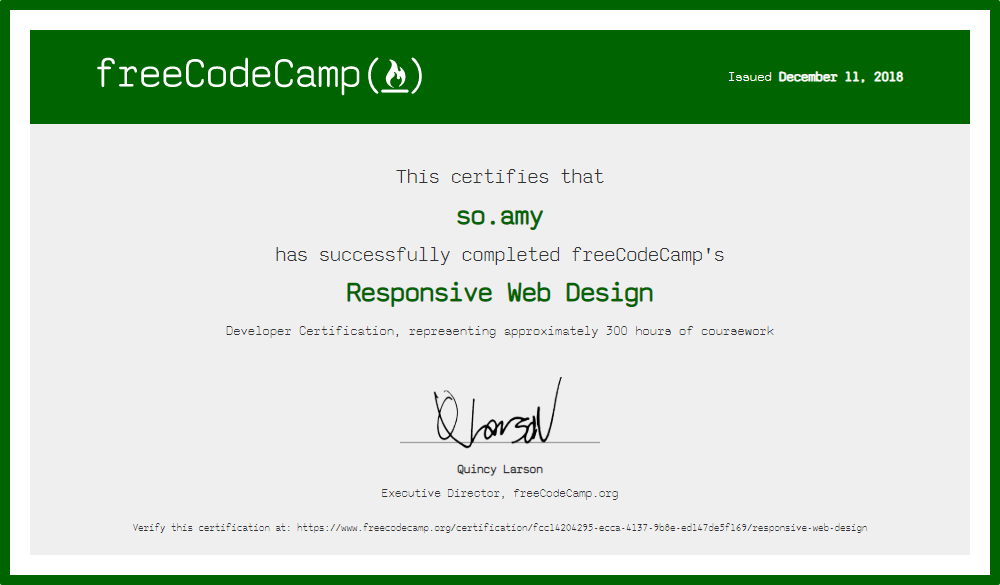 freeCodeCamp(🔥)
Issued December 11, 2018
This certifies that
so.amy
has successfully completed freeCodeCamp's
Responsive Web Design
Developer Certification, representing approximately 300 hours of coursework
Q Larson
Quincy Larson
Executive Director, freeCodeCamp.org
Verify this certification at: https://www.freecodecamp.org/certification/fcc14204295-ecca-4137-9b8e-ed147de5f169/responsive-web-design